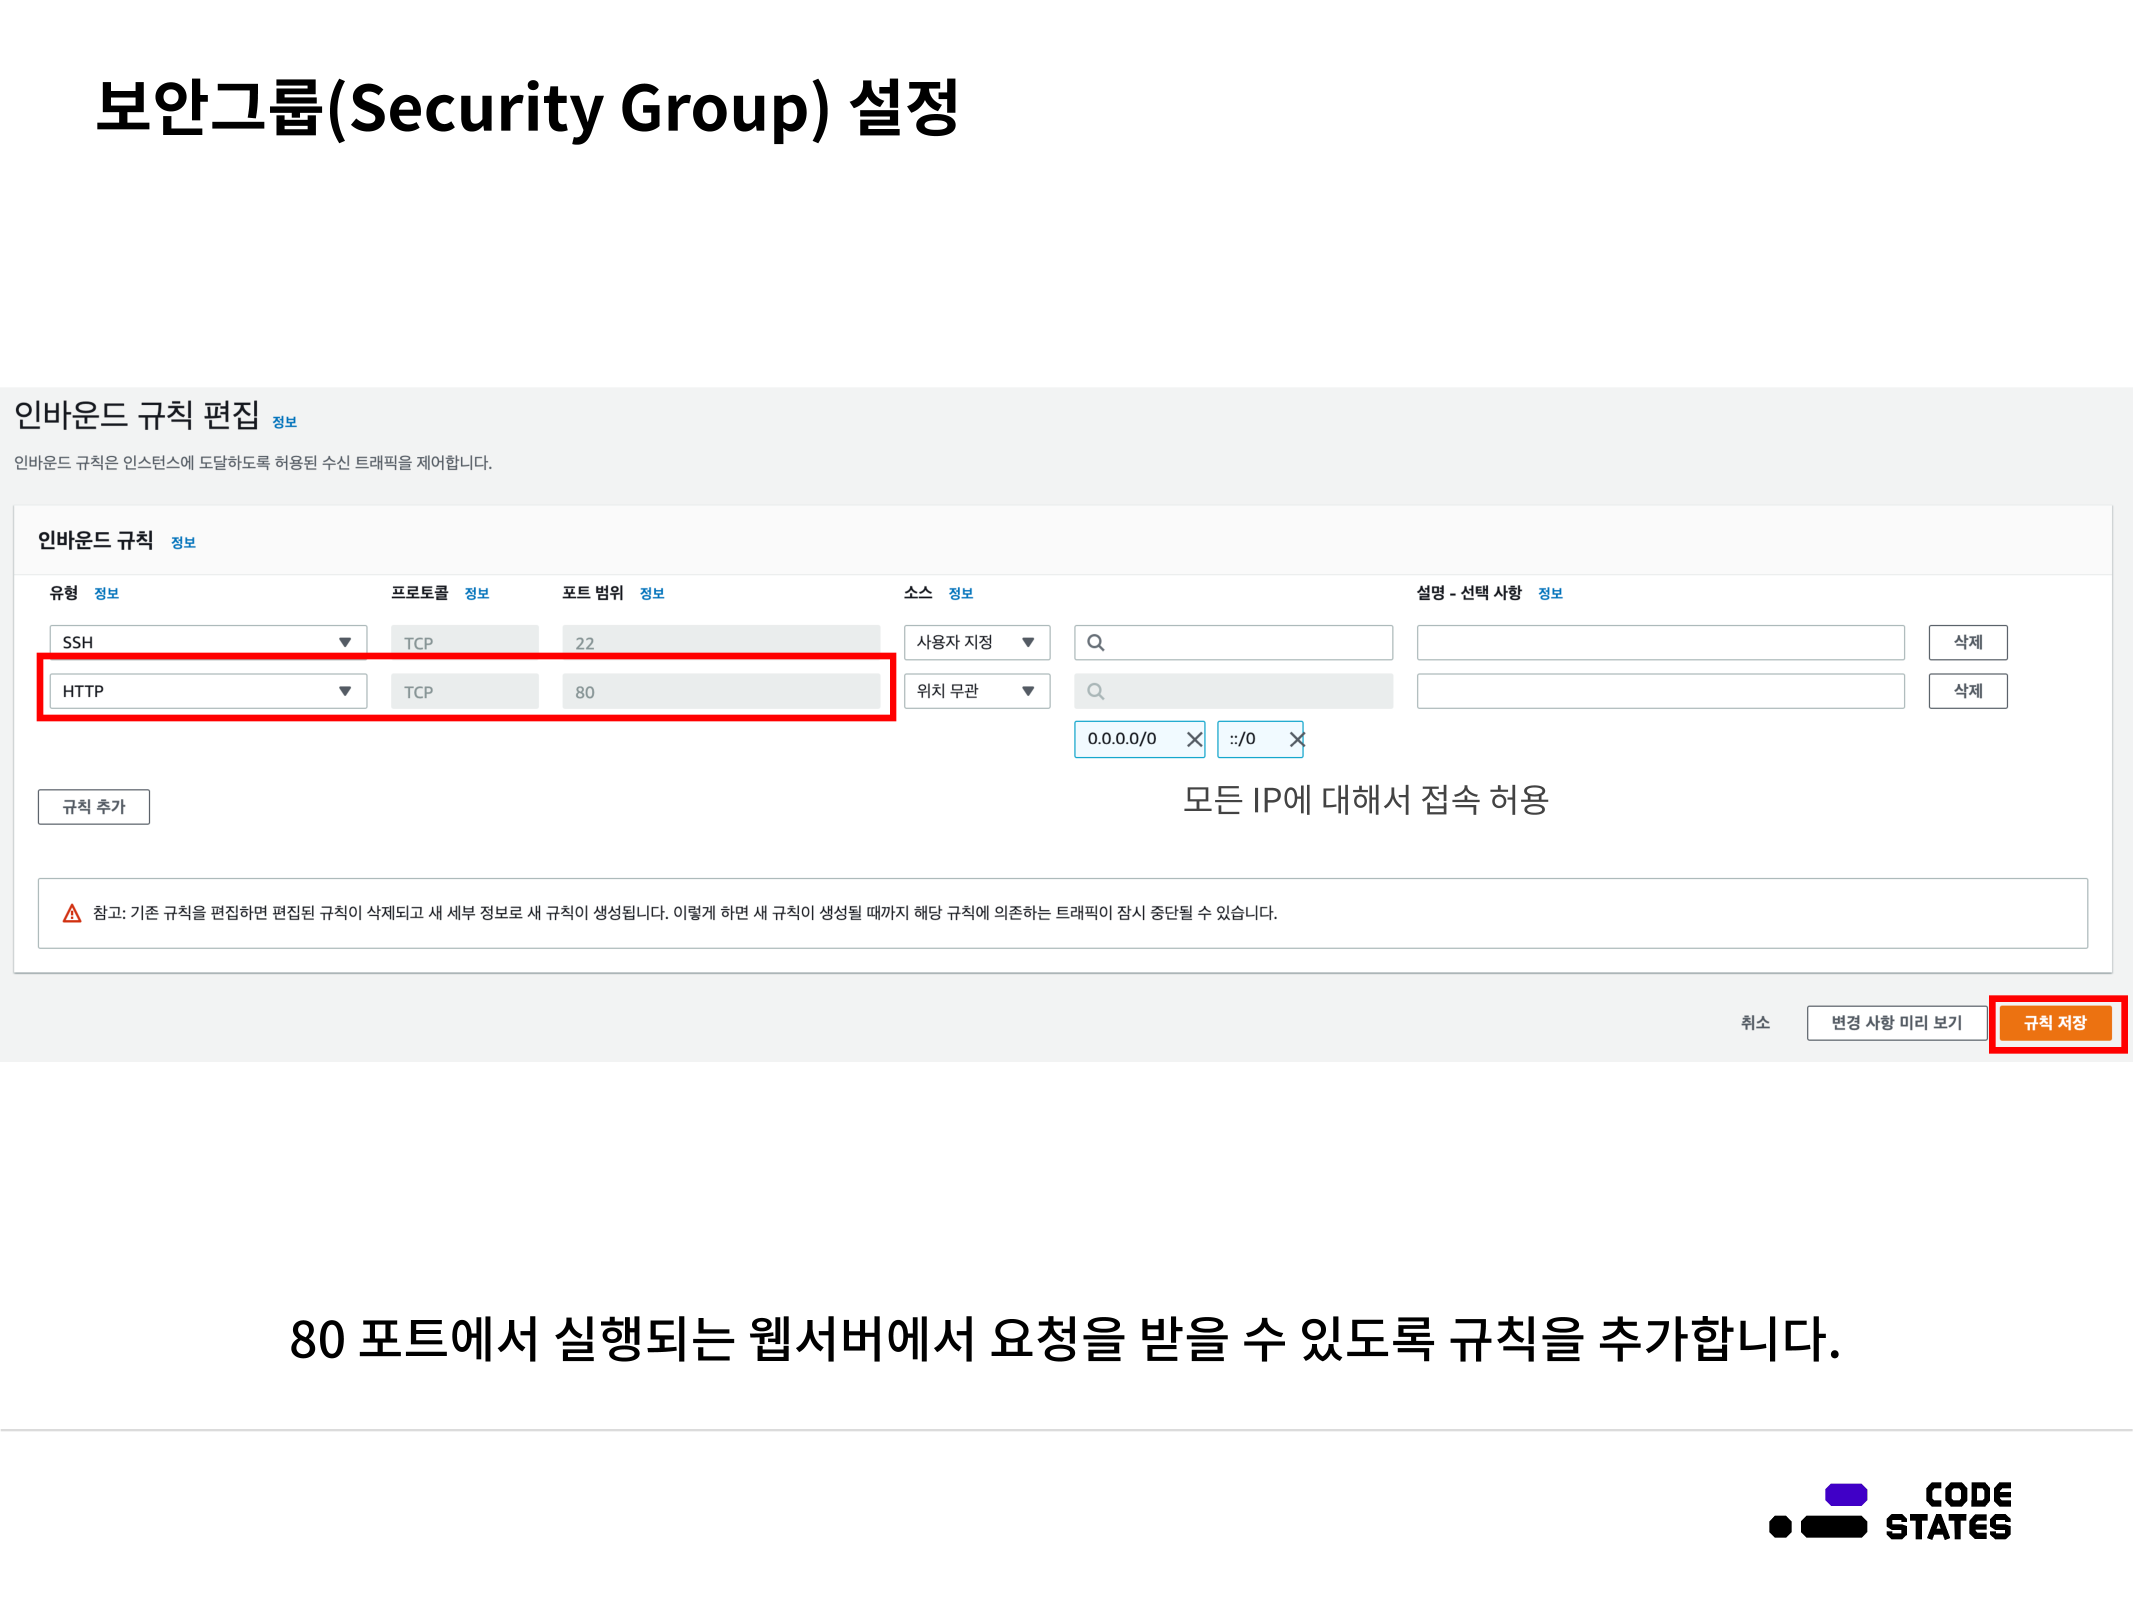 보안그룹(Security Group) 설정
인바운드 규칙 편집 정보
인바운드 규칙은 인스턴스에 도달하도록 허용된 수신 트래픽을 제어합니다.
인바운드 규칙 정보
유형 정보 프로토콜 정보 포트 범위 정보 소스 정보 설명 - 선택 사항 정보
SSH TCP 22 사용자 지정 삭제
HTTP TCP 80 위치 무관 삭제
0.0.0.0/0 ::/0
모든 IP에 대해서 접속 허용
규칙 추가
참고: 기존 규칙을 편집하면 편집된 규칙이 삭제되고 새 세부 정보로 새 규칙이 생성됩니다. 이렇게 하면 새 규칙이 생성될 때까지 해당 규칙에 의존하는 트래픽이 잠시 중단될 수 있습니다.
취소 변경 사항 미리 보기 규칙 저장
80 포트에서 실행되는 웹서버에서 요청을 받을 수 있도록 규칙을 추가합니다.
CODE
STATES